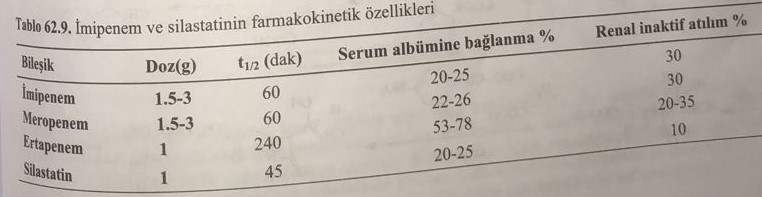 Tablo 62.9. İmipenem ve silastatinin farmakokinetik özellikleri
Bileşik Doz(g) t1/2 (dak) Serum albümine bağlanma % Renal inaktif atılım %
İmipenem 1.5-3 60 20-25 30
Meropenem 1.5-3 60 22-26 30
Ertapenem 1 240 53-78 20-35
Silastatin 1 45 20-25 10